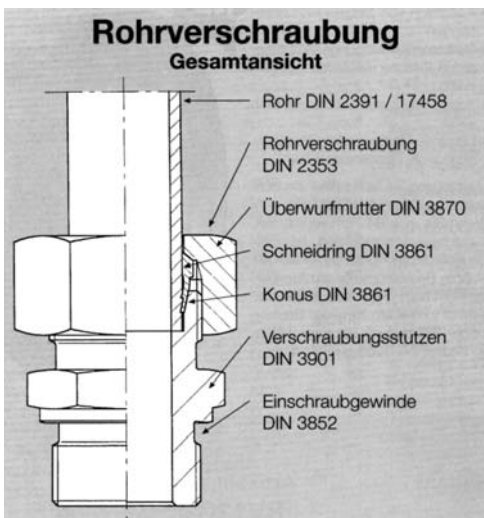 Rohrverschraubung
Gesamtansicht
Rohr DIN 2391 / 17458
Rohrverschraubung
DIN 2353
Überwurfmutter DIN 3870
Schneidring DIN 3861
Konus DIN 3861
Verschraubungsstutzen
DIN 3901
Einschraubgewinde
DIN 3852